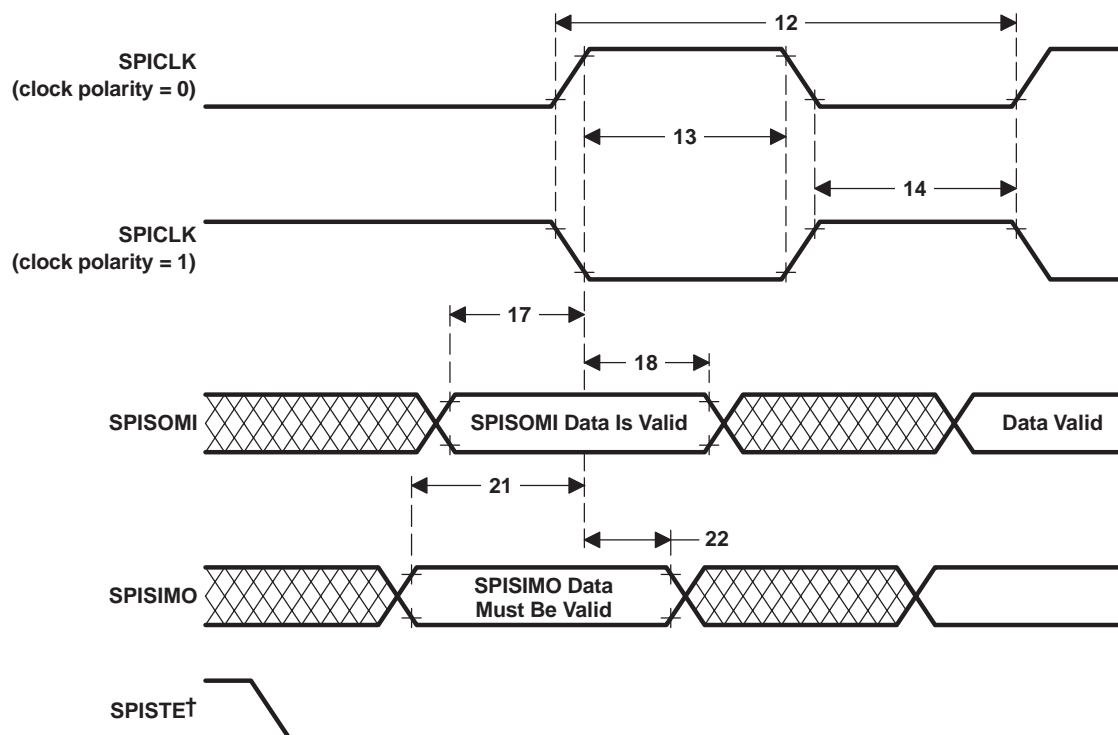 12
SPICLK
(clock polarity = 0)
13
14
SPICLK
(clock polarity = 1)
17
18
SPISOMI
SPISOMI Data Is Valid
Data Valid
21
22
SPISIMO
SPISIMO Data
Must Be Valid
SPISTE†